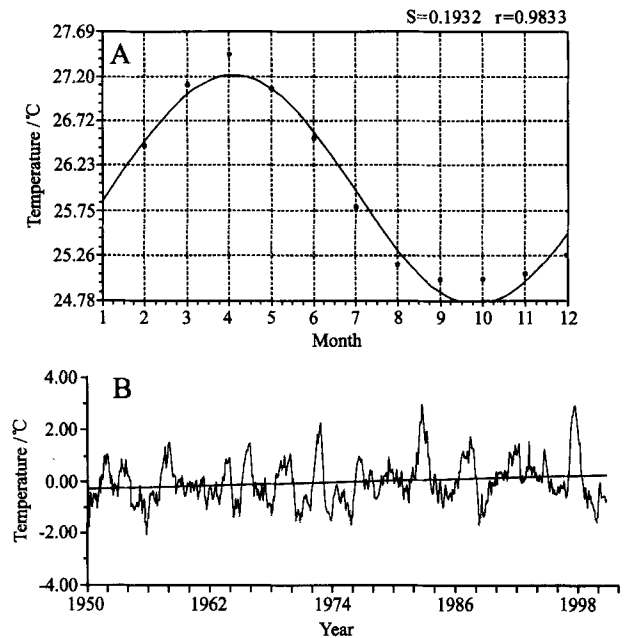 S=0.1932 r=0.9833
A
27.69
27.20
26.72
26.23
25.75
25.26
24.78
Temperature /℃
1 2 3 4 5 6 7 8 9 10 11 12
Month
B
4.00
2.00
0.00
-2.00
-4.00
Temperature /℃
1950 1962 1974 1986 1998
Year